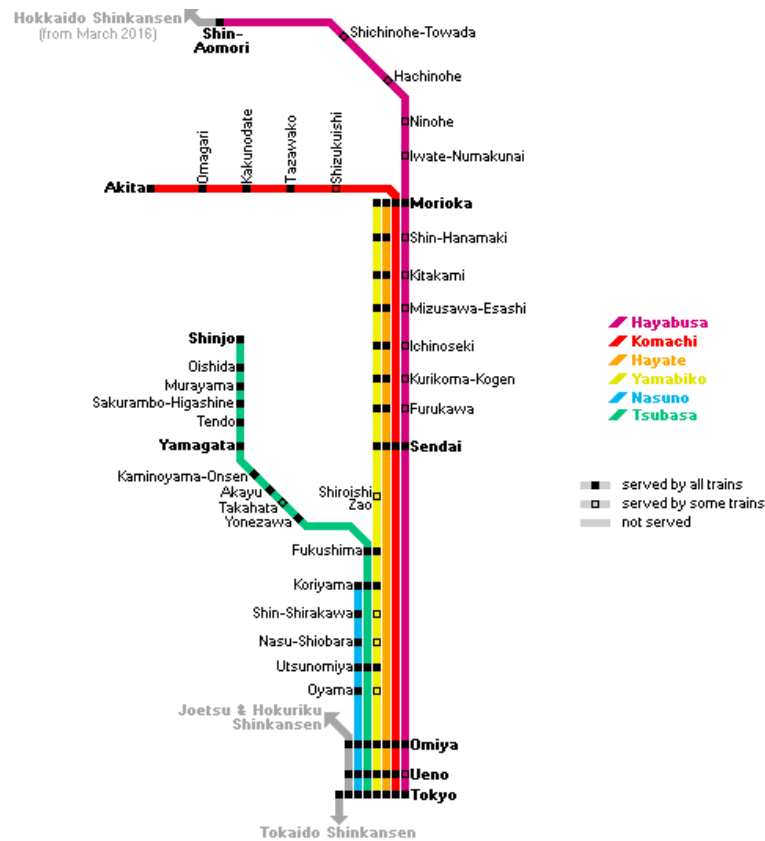 Hokkaido Shinkansen
(from March 2016)
Shin-
Aomori
Shichinohe-Towada
Hachinohe
Ninohe
Iwate-Numakunai
Omagari
Kakunodate
Tazawako
Shizukuishi
Akita
Morioka
Shin-Hanamaki
Kitakami
Mizusawa-Esashi
Ichinoseki
Kurikoma-Kogen
Furukawa
Sendai
Shinjo
Oishida
Murayama
Sakurambo-Higashine
Tendo
Yamagata
Kaminoyama-Onsen
Akayu
Takahata
Yonezawa
Shiroishi
Zao
Fukushima
Koriyama
Shin-Shirakawa
Nasu-Shiobara
Utsunomiya
Oyama
Joetsu & Hokuriku
Shinkansen
Omiya
Ueno
Tokyo
Tokaido Shinkansen
Hayabusa
Komachi
Hayate
Yamabiko
Nasuno
Tsubasa
served by all trains
served by some trains
not served